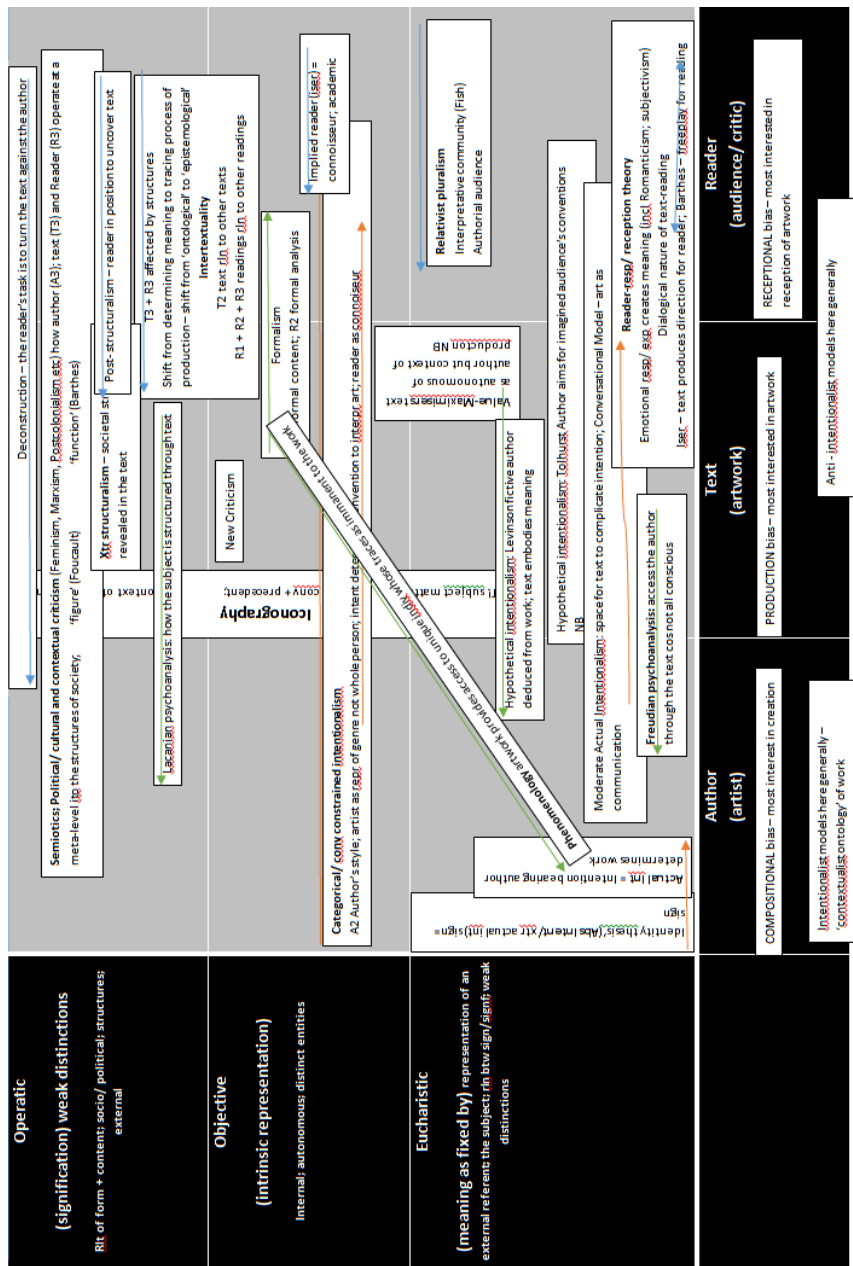 Operatic
(signification) weak distinctions
Rlt of form + content; socio/ political; structures;
external
Objective
(intrinsic representation)
Internal; autonomous; distinct entities
Eucharistic
(meaning as fixed by) representation of an
external referent; the subject; rln btw sign/signf; weak
distinctions
Deconstruction – the reader's task is to turn the text against the author
Semiotics; Political/ cultural and contextual criticism (Feminism, Marxism, Postcolonialism etc) how author (A3); text (T3) and Reader (R3) operate at a
meta-level ito the structures of society; 'figure' (Foucault) 'function' (Barthes)
Xtr structuralism – societal st
revealed in the text
Post- structuralism – reader in position to uncover text
T3 + R3 affected by structures
Shift from determining meaning to tracing process of
production – shift from 'ontological' to 'epistemological'
Intertextuality
T2 text rln to other texts
R1 + R2 + R3 readings rln to other readings
Lacanian psychoanalysis: how the subject is structured through text
New Criticism
Formalism
ormal content; R2 formal analysis
Implied reader (iser) =
connoisseur; academic
Iconography
context of
conv + precedent;
subject matt
Categorical/ conv constrained intentionalism
A2 Author's style; artist as repr of genre not whole person; intent dete
nvention to interpr art; reader as connoiseur
Phenomenology artwork provides access to unique indiv whose traces as immanent to the work
Value-Maximisers text
as autonomous of
author but context of
producton NB
Relativist pluralism
Interpretative community (Fish)
Authorial audience
Hypothetical intentionalism: Levinson fictive author
deduced from work; text embodies meaning
Hypothetical intentionalism: Tolhurst Author aims for imagined audience's conventions
NB
Moderate Actual Intentionalism: space for text to complicate intention; Conversational Model – art as
communication
Reader-resp/ reception theory
Emotional resp/ exp creates meaning (incl Romanticism; subjectivism)
Dialogical nature of text-reading
Iser – text produces direction for reader; Barthes – freeplay for reading
Freudian psychoanalysis: access the author
through the text cos not all conscious
Actual Int = Intention bearing author
determines work
Identity thesis'(Abs Intent/ xtr actual int)sign =
sign
Author
(artist)
COMPOSITIONAL bias – most interest in creation
Intentionalist models here generally –
'contextualist ontology' of work
Text
(artwork)
PRODUCTION bias – most interested in artwork
Reader
(audience/ critic)
RECEPTIONAL bias – most interested in
reception of artwork
Anti - intentionalist models here generally